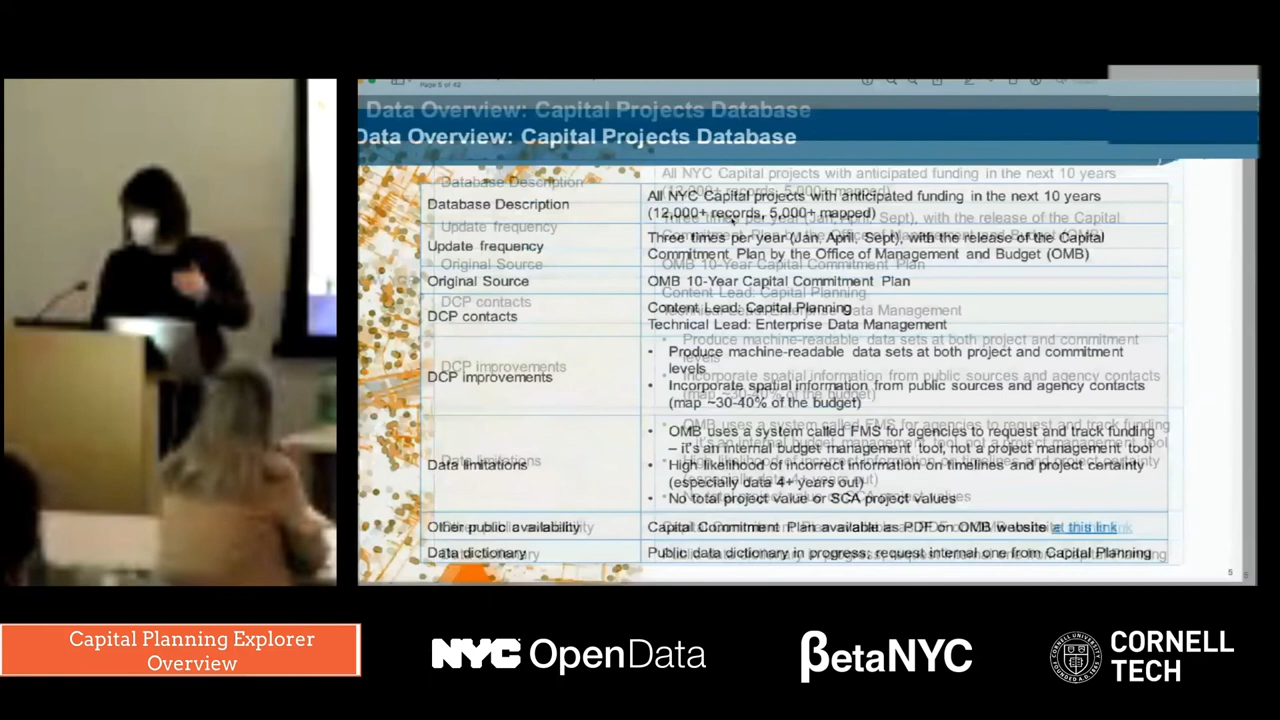 Page 5 of 42
Data Overview: Capital Projects Database
Data Overview: Capital Projects Database
Database Description
All NYC Capital projects with anticipated funding in the next 10 years
(12,000+ records, 5,000+ mapped)
Update frequency
Three times per year (Jan, April, Sept), with the release of the Capital
Commitment Plan by the Office of Management and Budget (OMB)
Original Source
OMB 10-Year Capital Commitment Plan
DCP contacts
Content Lead: Capital Planning
Technical Lead: Enterprise Data Management
DCP improvements
• Produce machine-readable data sets at both project and commitment
levels
• Incorporate spatial information from public sources and agency contacts
(map ~30-40% of the budget)
Data limitations
• OMB uses a system called FMS for agencies to request and track funding
– it's an internal budget management tool, not a project management tool
• High likelihood of incorrect information on timelines and project certainty
(especially data 4+ years out)
• No total project value or SCA project values
Other public availability
Capital Commitment Plan available as PDF on OMB website at this link
Data dictionary
Public data dictionary in progress, request internal one from Capital Planning
5
Capital Planning Explorer
Overview
NYC OpenData
βetaNYC
CORNELL
TECH